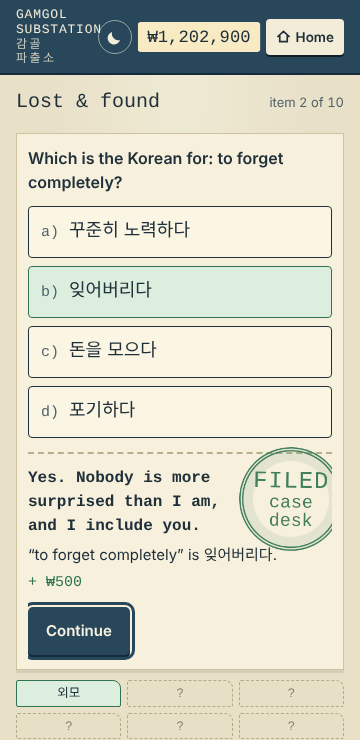 GAMGOL
SUBSTATION
감골
파출소
₩1,202,900
Home
Lost & found
item 2 of 10
Which is the Korean for: to forget
completely?
a) 꾸준히 노력하다
b) 잊어버리다
c) 돈을 모으다
d) 포기하다
Yes. Nobody is more
surprised than I am,
and I include you.
FILED
case
desk
“to forget completely” is 잊어버리다.
+ ₩500
Continue
외모 ? ?
? ? ?